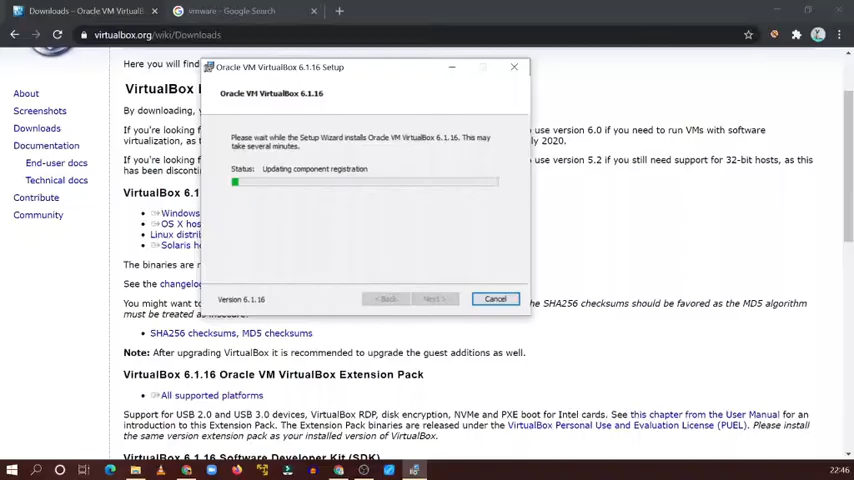 Downloads – Oracle VM VirtualB
vmware - Google Search
virtualbox.org/wiki/Downloads
Here you will find
Oracle VM VirtualBox 6.1.16 Setup
VirtualBox
Oracle VM VirtualBox 6.1.16
By downloading, y
About
Screenshots
Downloads
Documentation
End-user docs
Technical docs
Contribute
Community
If you're looking f
use version 6.0 if you need to run VMs with software
virtualization, as t
ly 2020.
Please wait while the Setup Wizard installs Oracle VM VirtualBox 6.1.16. This may
take several minutes.
If you're looking f
use version 5.2 if you still need support for 32-bit hosts, as this
has been discontin
Status: Updating component registration
VirtualBox 6.1
Windows
OS X hos
Linux distrib
Solaris ho
The binaries are r
See the changelog
Version 6.1.16
< Back
Next >
Cancel
You might want to
the SHA256 checksums should be favored as the MD5 algorithm
must be treated as insecure!
SHA256 checksums, MD5 checksums
Note: After upgrading VirtualBox it is recommended to upgrade the guest additions as well.
VirtualBox 6.1.16 Oracle VM VirtualBox Extension Pack
All supported platforms
Support for USB 2.0 and USB 3.0 devices, VirtualBox RDP, disk encryption, NVMe and PXE boot for Intel cards. See this chapter from the User Manual for an
introduction to this Extension Pack. The Extension Pack binaries are released under the VirtualBox Personal Use and Evaluation License (PUEL). Please install
the same version extension pack as your installed version of VirtualBox.
VirtualBox 6.1.16 Software Developer Kit (SDK)
22:46